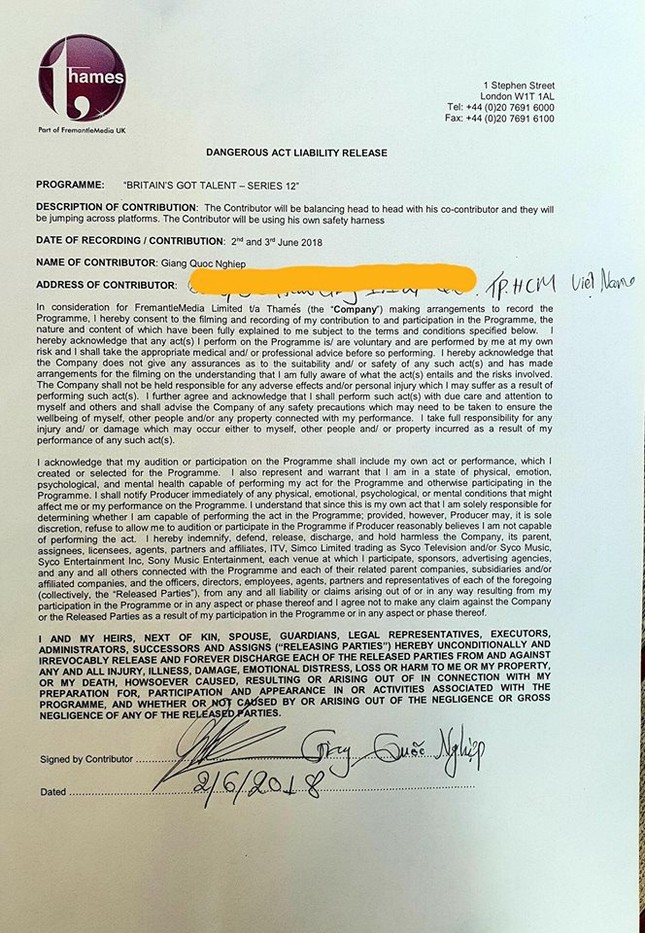 thames
Part of FremantleMedia UK
1 Stephen Street
London W1T 1AL
Tel: +44 (0)20 7691 6000
Fax: +44 (0)20 7691 6100
DANGEROUS ACT LIABILITY RELEASE
PROGRAMME: "BRITAIN'S GOT TALENT – SERIES 12"
DESCRIPTION OF CONTRIBUTION: The Contributor will be balancing head to head with his co-contributor and they will
be jumping across platforms. The Contributor will be using his own safety harness
DATE OF RECORDING / CONTRIBUTION: 2nd and 3rd June 2018
NAME OF CONTRIBUTOR: Giang Quoc Nghiep
ADDRESS OF CONTRIBUTOR: TP.HCM Việt Nam
In consideration for FremantleMedia Limited t/a Thames (the "Company") making arrangements to record the
Programme, I hereby consent to the filming and recording of my contribution to and participation in the Programme, the
nature and content of which have been fully explained to me subject to the terms and conditions specified below. I
hereby acknowledge that any act(s) I perform on the Programme is/ are voluntary and are performed by me at my own
risk and I shall take the appropriate medical and/ or professional advice before so performing. I hereby acknowledge that
the Company does not give any assurances as to the suitability and/ or safety of any such act(s) and has made
arrangements for the filming on the understanding that I am fully aware of what the act(s) entails and the risks involved.
The Company shall not be held responsible for any adverse effects and/or personal injury which I may suffer as a result of
performing such act(s). I further agree and acknowledge that I shall perform such act(s) with due care and attention to
myself and others and shall advise the Company of any safety precautions which may need to be taken to ensure the
wellbeing of myself, other people and/or any property connected with my performance. I take full responsibility for any
injury and/ or damage which may occur either to myself, other people and/ or property incurred as a result of my
performance of any such act(s).
I acknowledge that my audition or participation on the Programme shall include my own act or performance, which I
created or selected for the Programme. I also represent and warrant that I am in a state of physical, emotion,
psychological, and mental health capable of performing my act for the Programme and otherwise participating in the
Programme. I shall notify Producer immediately of any physical, emotional, psychological, or mental conditions that might
affect me or my performance on the Programme. I understand that since this is my own act that I am solely responsible for
determining whether I am capable of performing the act in the Programme; provided, however, Producer may, it is sole
discretion, refuse to allow me to audition or participate in the Programme if Producer reasonably believes I am not capable
of performing the act. I hereby indemnify, defend, release, discharge, and hold harmless the Company, its parent,
assignees, licensees, agents, partners and affiliates, ITV, Simco Limited trading as Syco Television and/or Syco Music,
Syco Entertainment Inc, Sony Music Entertainment, each venue at which I participate, sponsors, advertising agencies,
and any and all others connected with the Programme and each of their related parent companies, subsidiaries and/or
affiliated companies, and the officers, directors, employees, agents, partners and representatives of each of the foregoing
(collectively, the "Released Parties"), from any and all liability or claims arising out of or in any way resulting from my
participation in the Programme or in any aspect or phase thereof and I agree not to make any claim against the Company
or the Released Parties as a result of my participation in the Programme or in any aspect or phase thereof.
I AND MY HEIRS, NEXT OF KIN, SPOUSE, GUARDIANS, LEGAL REPRESENTATIVES, EXECUTORS,
ADMINISTRATORS, SUCCESSORS AND ASSIGNS ("RELEASING PARTIES") HEREBY UNCONDITIONALLY AND
IRREVOCABLY RELEASE AND FOREVER DISCHARGE EACH OF THE RELEASED PARTIES FROM AND AGAINST
ANY AND ALL INJURY, ILLNESS, DAMAGE, EMOTIONAL DISTRESS, LOSS OR HARM TO ME OR MY PROPERTY,
OR MY DEATH, HOWSOEVER CAUSED, RESULTING OR ARISING OUT OF IN CONNECTION WITH MY
PREPARATION FOR, PARTICIPATION AND APPEARANCE IN OR ACTIVITIES ASSOCIATED WITH THE
PROGRAMME, AND WHETHER OR NOT CAUSED BY OR ARISING OUT OF THE NEGLIGENCE OR GROSS
NEGLIGENCE OF ANY OF THE RELEASED PARTIES.
Signed by Contributor Giang Quốc Nghiệp
Dated 2/6/2018